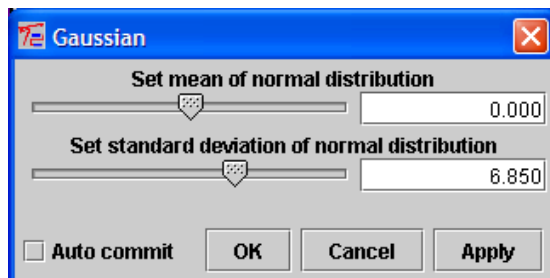 Gaussian
Set mean of normal distribution
0.000
Set standard deviation of normal distribution
6.850
Auto commit OK Cancel Apply